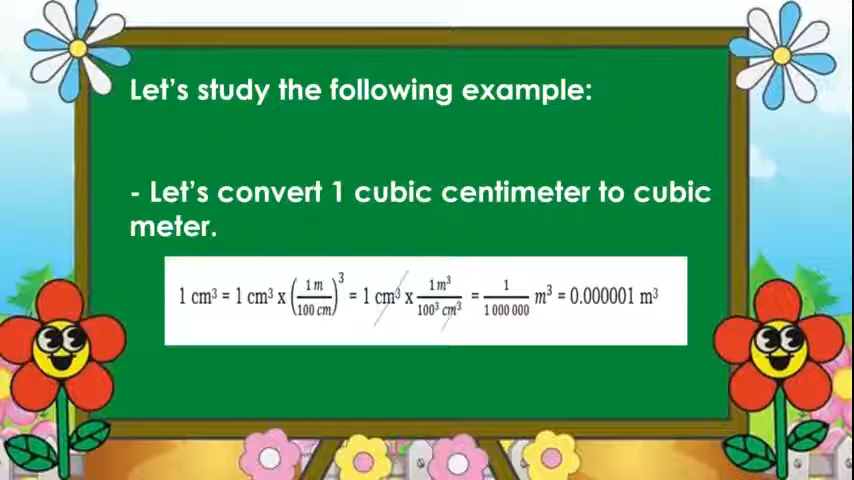 Let's study the following example:
- Let's convert 1 cubic centimeter to cubic
meter.
1 cm³ = 1 cm³ x (1 m / 100 cm)³ = 1 cm³ x 1 m³ / 100³ cm³ = 1 / 1 000 000 m³ = 0.000001 m³